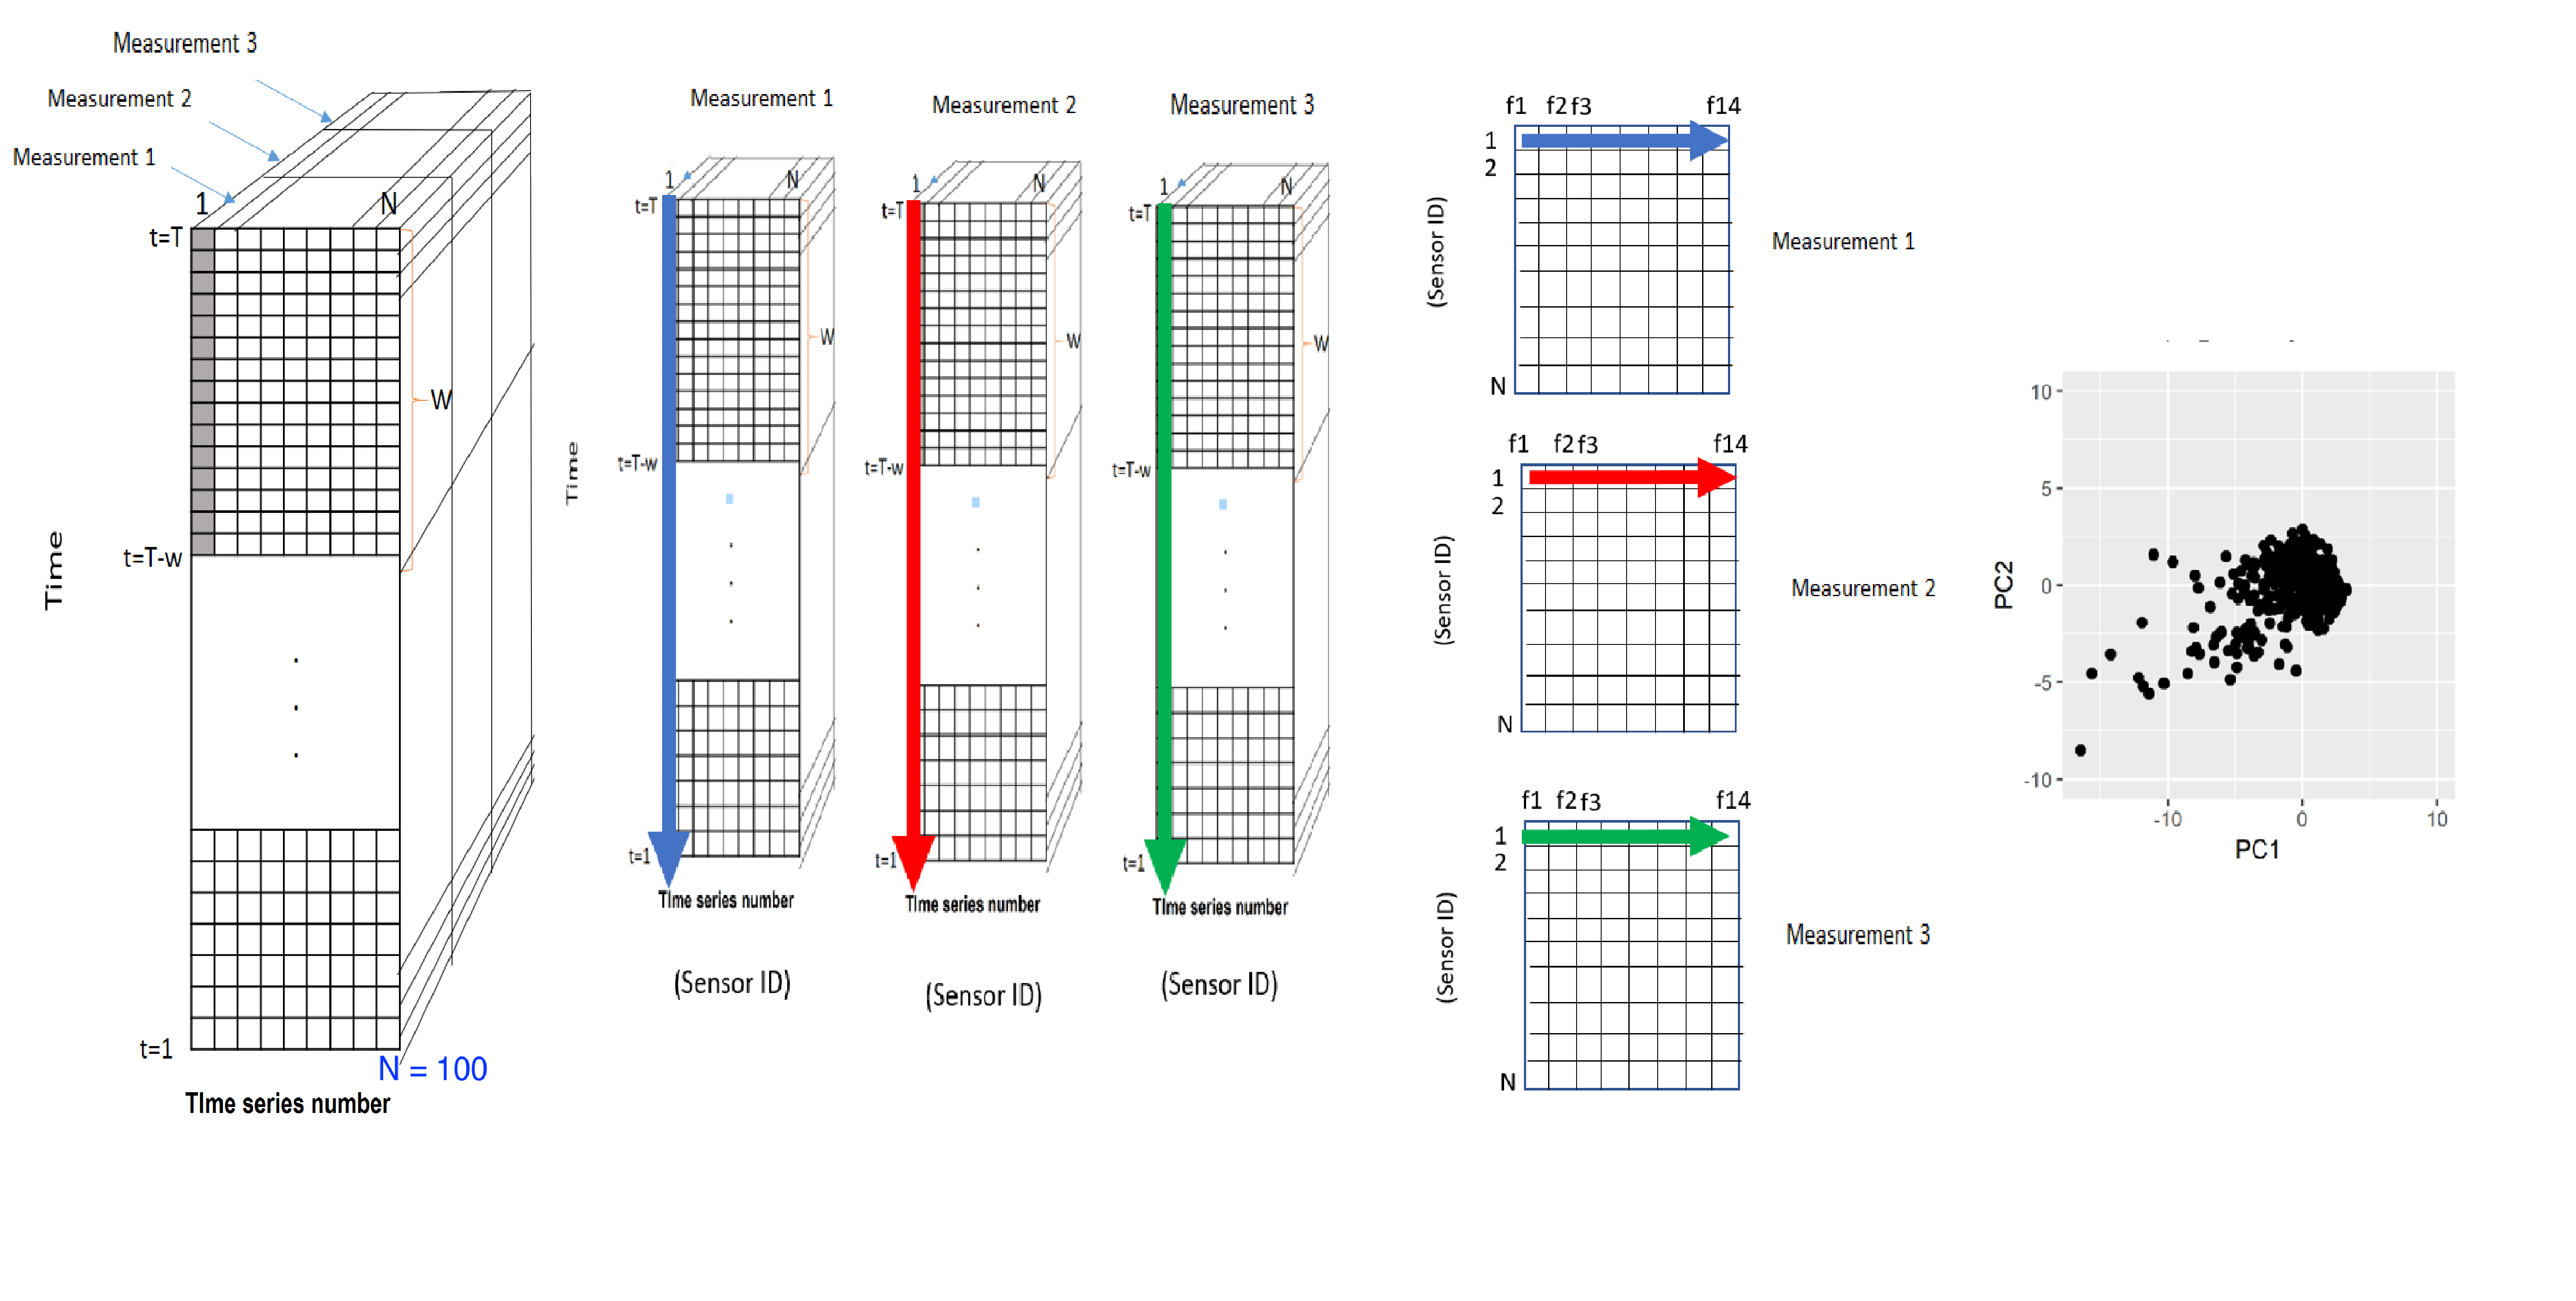 Measurement 3
Measurement 2
Measurement 1
1
N
t=T
W
t=T-w
Time
t=1
N = 100
TIme series number
Measurement 1
1
N
t=T
W
t=T-w
Time
t=1
TIme series number
(Sensor ID)
Measurement 2
1
N
t=T
W
t=T-w
t=1
TIme series number
(Sensor ID)
Measurement 3
1
N
t=T
W
t=T-w
t=1
TIme series number
(Sensor ID)
f1 f2 f3 f14
1
2
(Sensor ID)
N
Measurement 1
f1 f2 f3 f14
1
2
(Sensor ID)
N
Measurement 2
f1 f2 f3 f14
1
2
(Sensor ID)
N
Measurement 3
10
5
0
-5
-10
PC2
-10 0 10
PC1